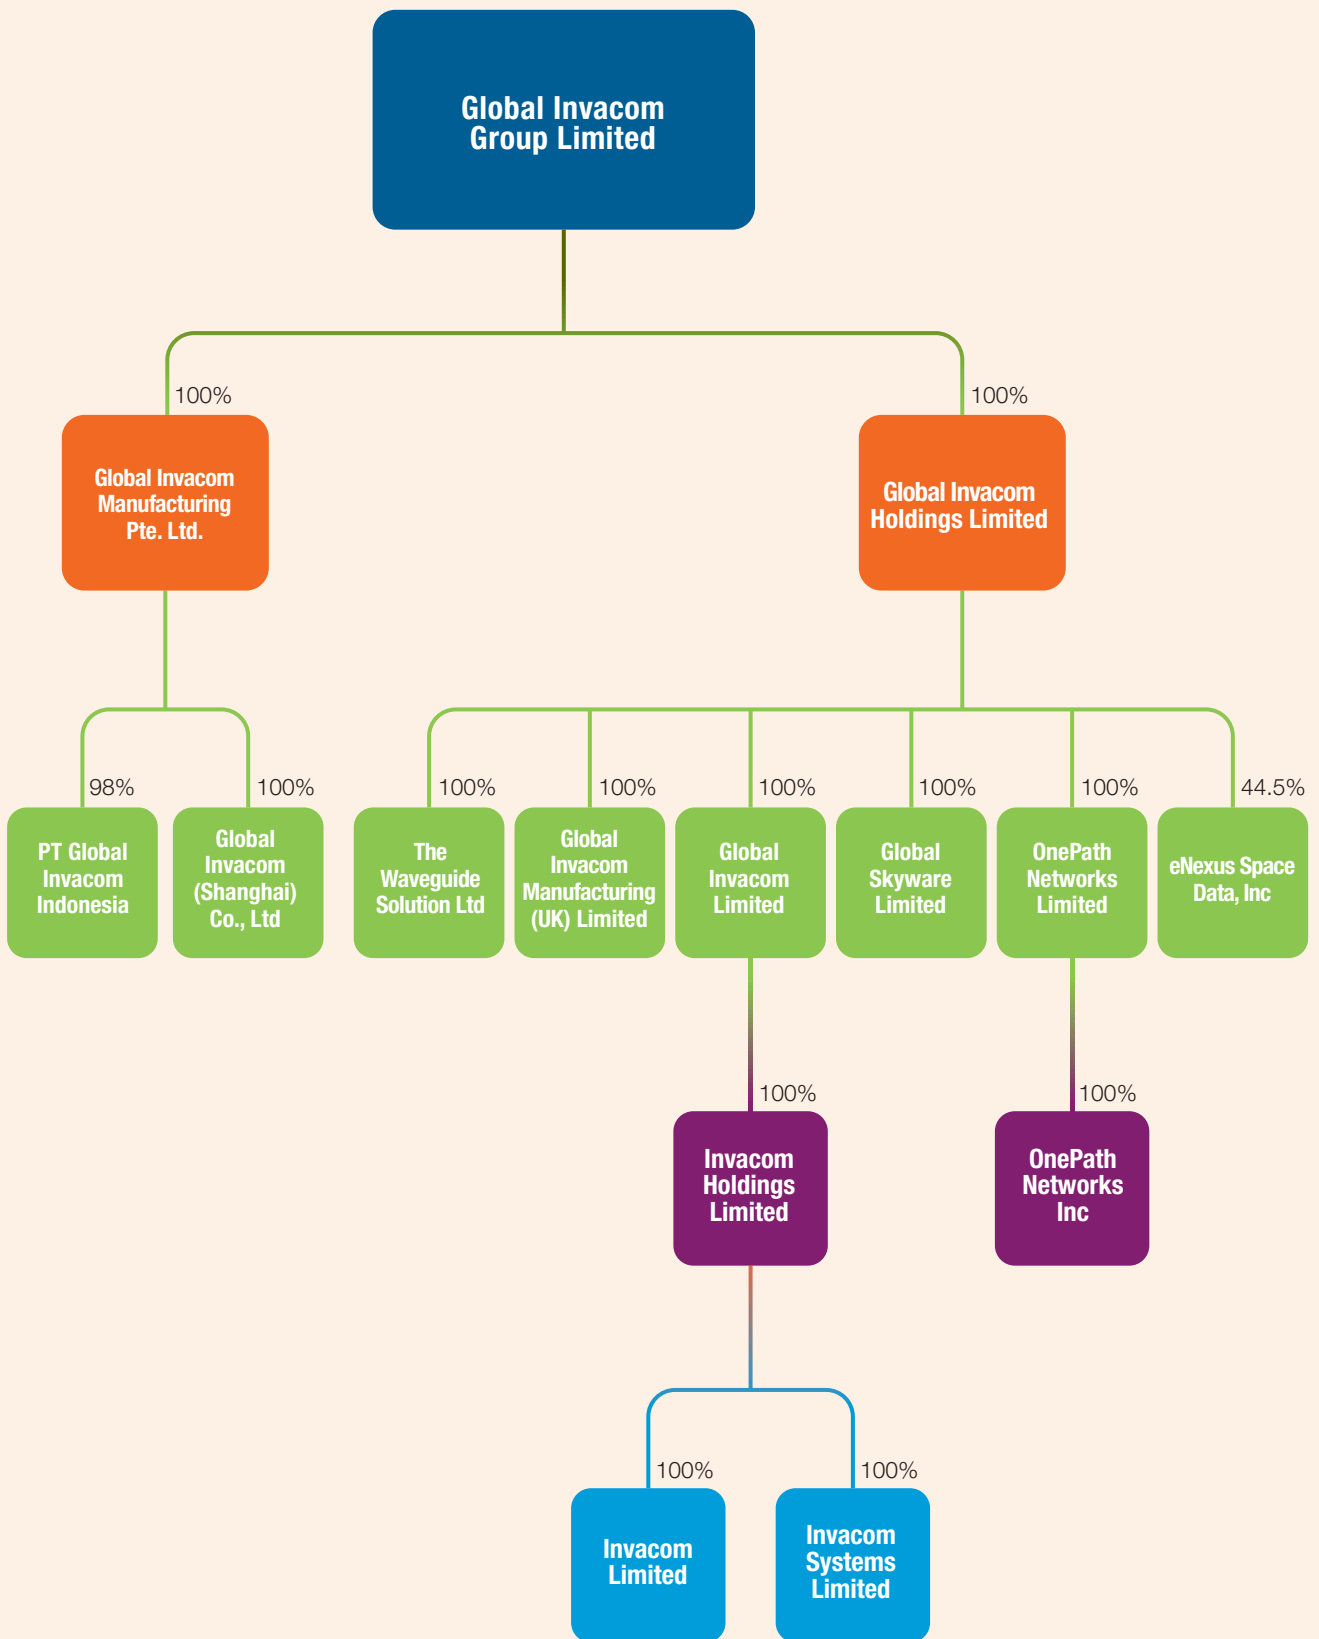 Global Invacom
Group Limited
100%
100%
Global Invacom
Manufacturing
Pte. Ltd.
Global Invacom
Holdings Limited
98%
100%
100%
100%
100%
100%
100%
44.5%
PT Global
Invacom
Indonesia
Global
Invacom
(Shanghai)
Co., Ltd
The
Waveguide
Solution Ltd
Global
Invacom
Manufacturing
(UK) Limited
Global
Invacom
Limited
Global
Skyware
Limited
OnePath
Networks
Limited
eNexus Space
Data, Inc
100%
100%
Invacom
Holdings
Limited
OnePath
Networks
Inc
100%
100%
Invacom
Limited
Invacom
Systems
Limited